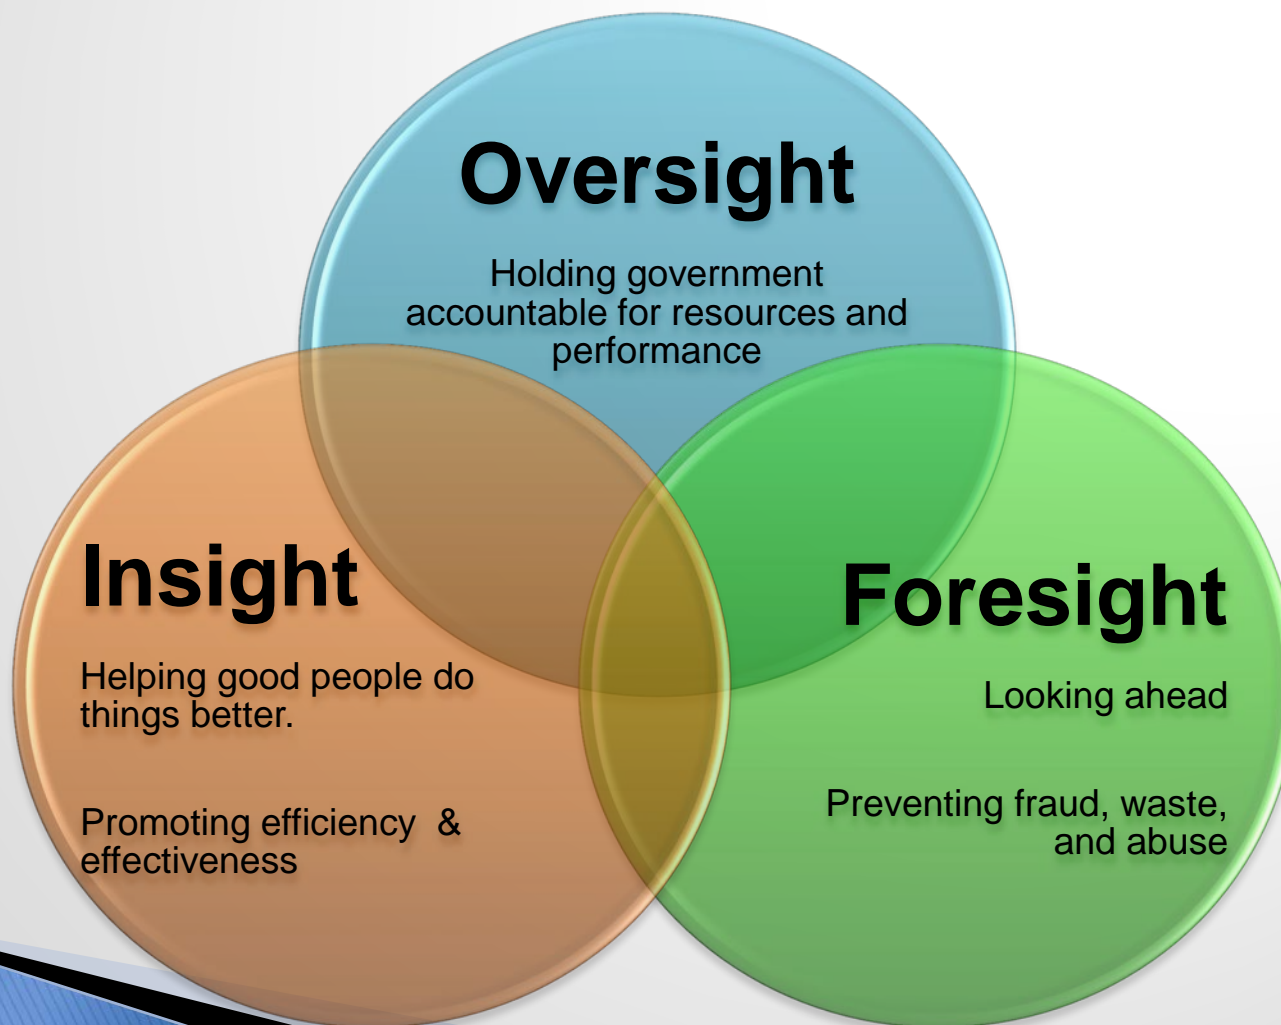 Oversight
Holding government
accountable for resources and
performance
Insight
Helping good people do
things better.
Promoting efficiency  &
effectiveness
Foresight
Looking ahead
Preventing fraud, waste,
and abuse